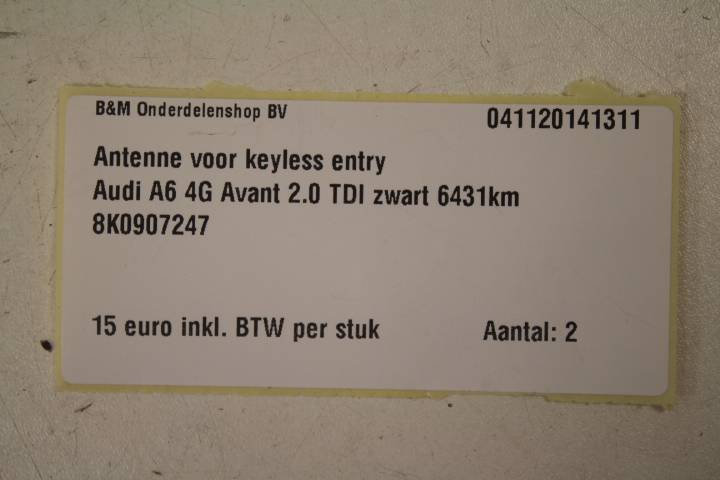 B&M Onderdelenshop BV 041120141311
Antenne voor keyless entry
Audi A6 4G Avant 2.0 TDI zwart 6431km
8K0907247
15 euro inkl. BTW per stuk Aantal: 2